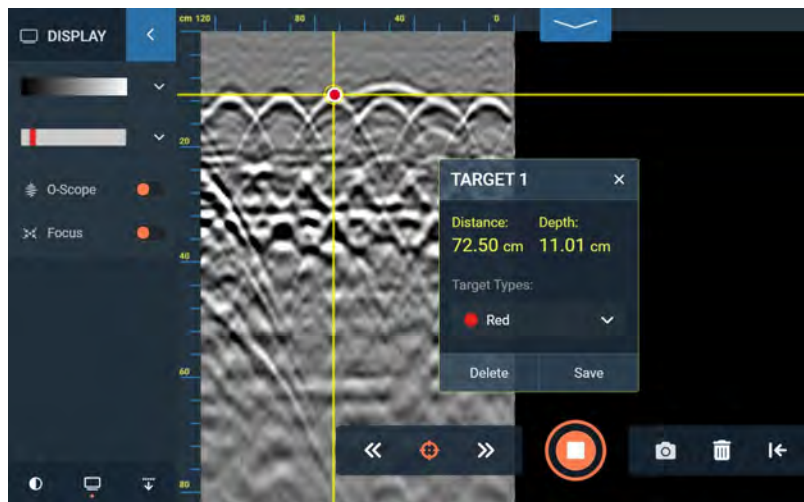 cm 120 80 40 0
DISPLAY
20
O-Scope
TARGET 1
Distance: Depth:
72.50 cm 11.01 cm
Focus
40
Target Types:
Red
60
Delete Save
80